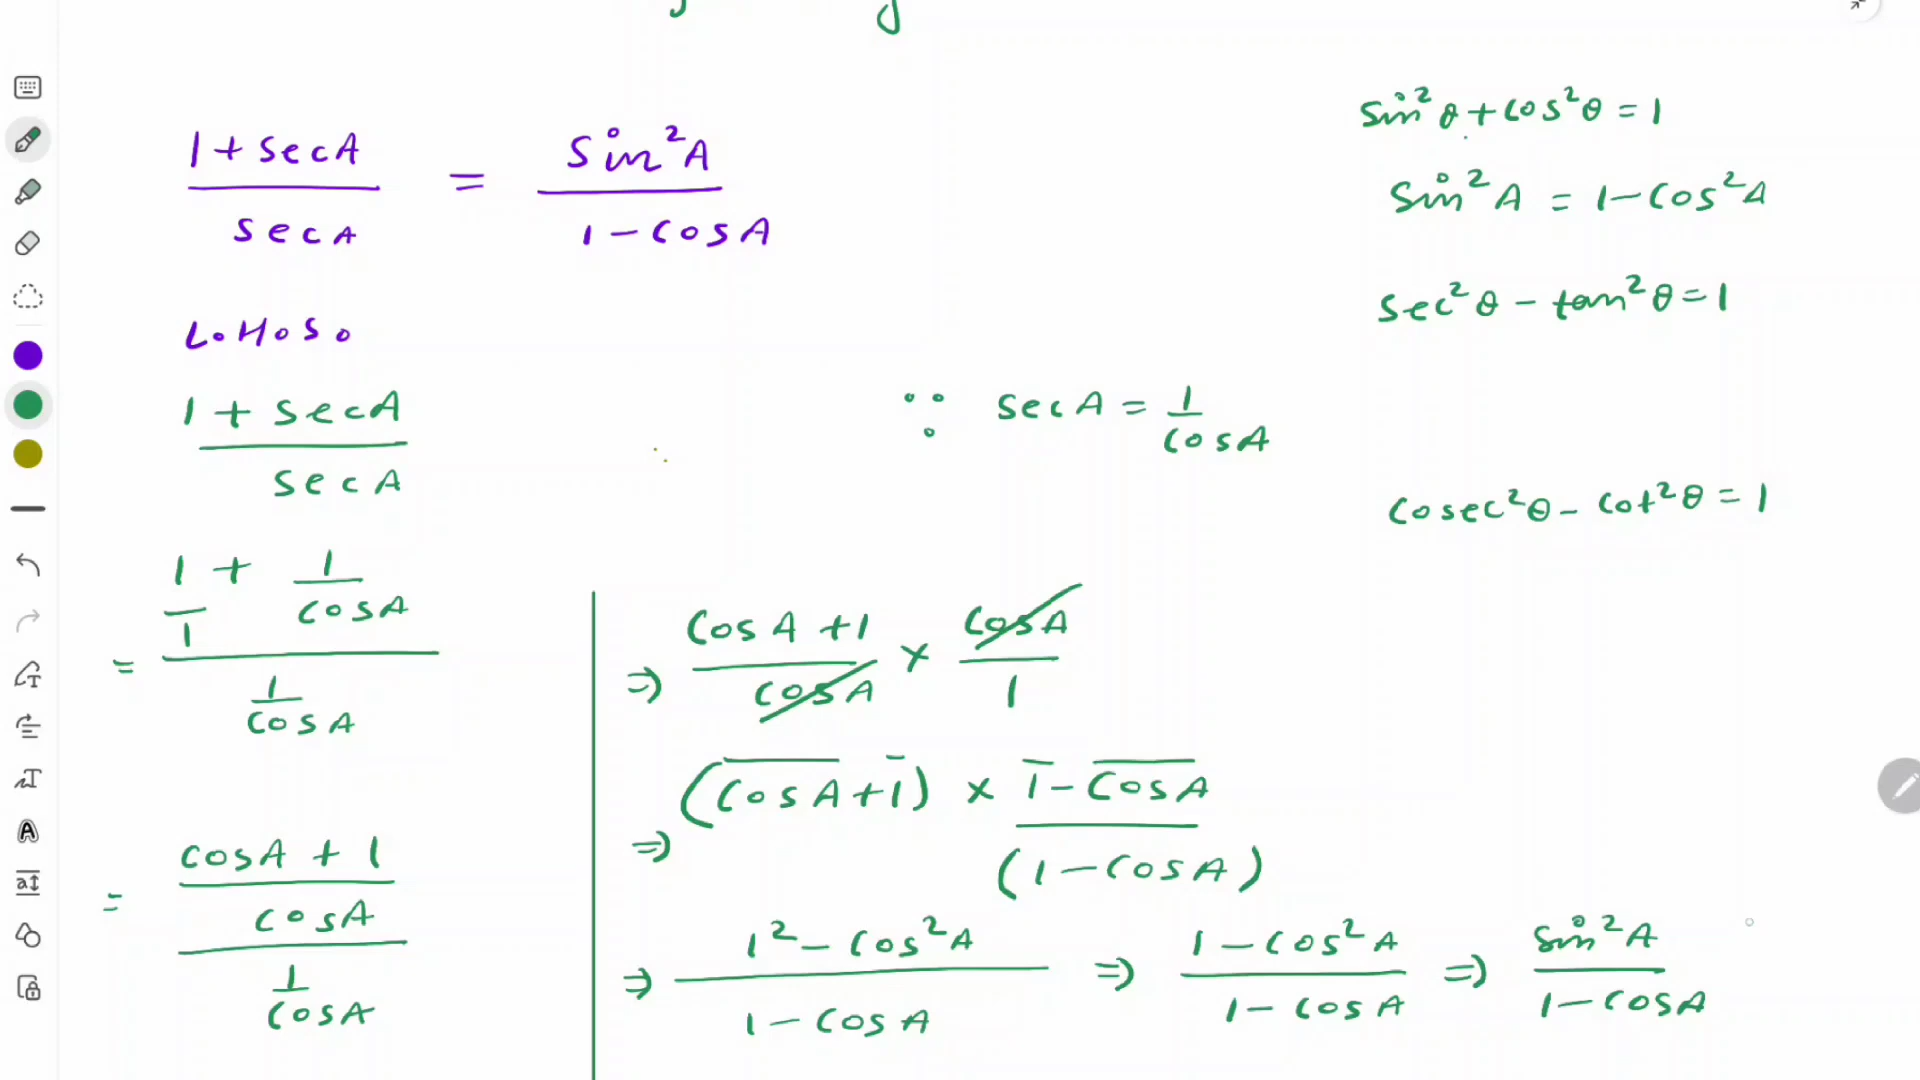 1 + secA / secA = sin²A / 1 - cosA
L.H.S.
1 + secA / secA
= 1/1 + 1/cosA / 1/cosA
= cosA + 1 / cosA / 1/cosA
∵ secA = 1/cosA
sin²θ + cos²θ = 1
sin²A = 1 - cos²A
sec²θ - tan²θ = 1
cosec²θ - cot²θ = 1
⇒ cosA + 1 / cosA × cosA / 1
⇒ (cosA + 1) × 1 - cosA / (1 - cosA)
⇒ 1² - cos²A / 1 - cosA ⇒ 1 - cos²A / 1 - cosA ⇒ sin²A / 1 - cosA